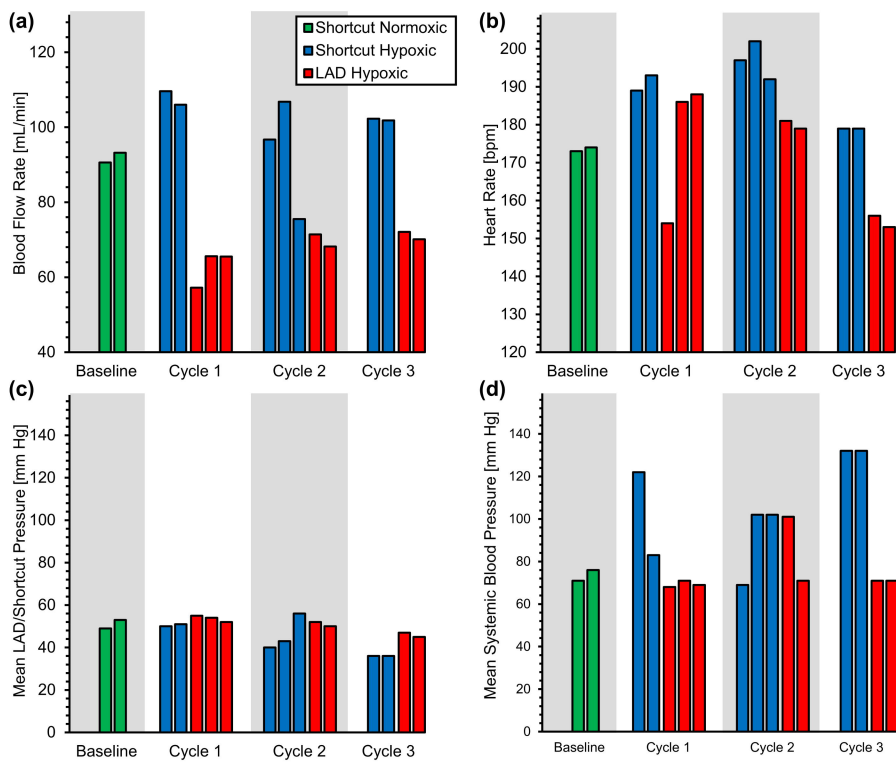 (a)
Blood Flow Rate [mL/min]
120
100
80
60
40
Shortcut Normoxic
Shortcut Hypoxic
LAD Hypoxic
Baseline Cycle 1 Cycle 2 Cycle 3
(b)
Heart Rate [bpm]
200
190
180
170
160
150
140
130
120
Baseline Cycle 1 Cycle 2 Cycle 3
(c)
Mean LAD/Shortcut Pressure [mm Hg]
140
120
100
80
60
40
20
0
Baseline Cycle 1 Cycle 2 Cycle 3
(d)
Mean Systemic Blood Pressure [mm Hg]
140
120
100
80
60
40
20
0
Baseline Cycle 1 Cycle 2 Cycle 3